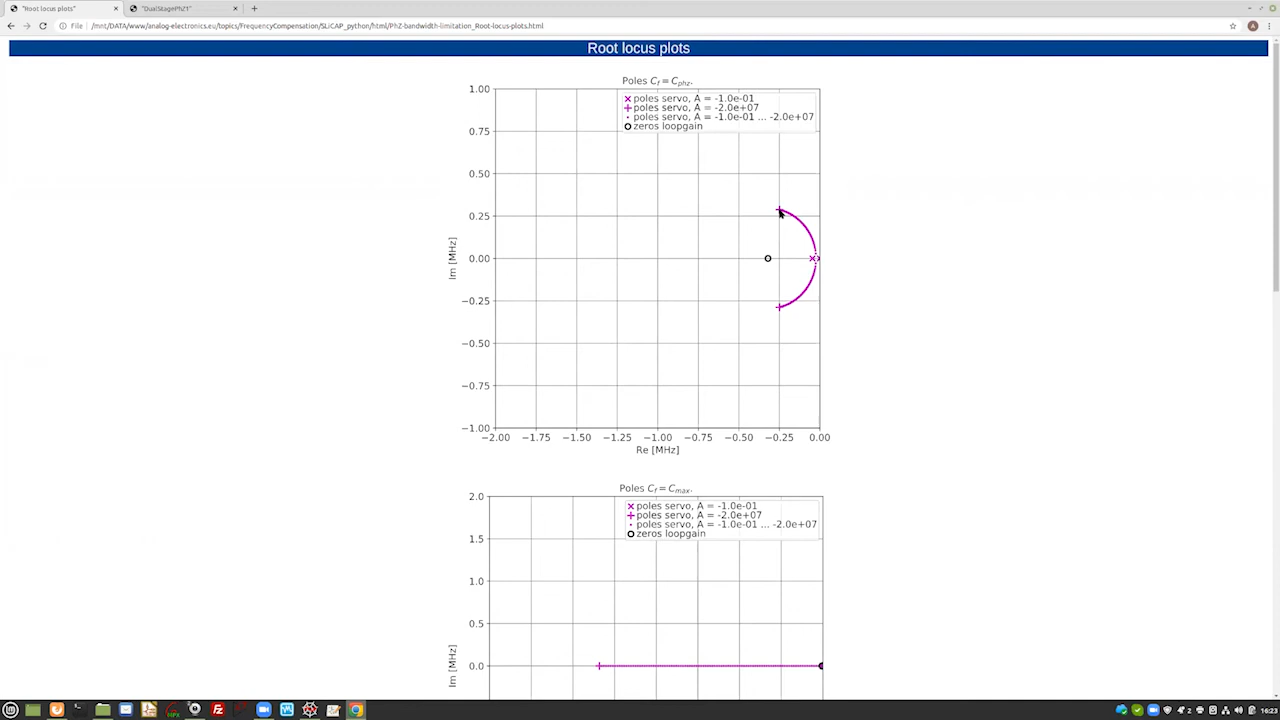 "Root locus plots"
"DualStagePhZ1"
File | /mnt/DATA/www/analog-electronics.eu/topics/FrequencyCompensation/SLiCAP_python/html/PhZ-bandwidth-limitation_Root-locus-plots.html
A
Root locus plots
Poles Cf = Cphz.
poles servo, A = -1.0e-01
poles servo, A = -2.0e+07
poles servo, A = -1.0e-01 ... -2.0e+07
zeros loopgain
1.00
0.75
0.50
0.25
0.00
−0.25
−0.50
−0.75
−1.00
Im [MHz]
−2.00 −1.75 −1.50 −1.25 −1.00 −0.75 −0.50 −0.25 0.00
Re [MHz]
Poles Cf = Cmax.
poles servo, A = -1.0e-01
poles servo, A = -2.0e+07
poles servo, A = -1.0e-01 ... -2.0e+07
zeros loopgain
2.0
1.5
1.0
0.5
0.0
Im [MHz]
16:23